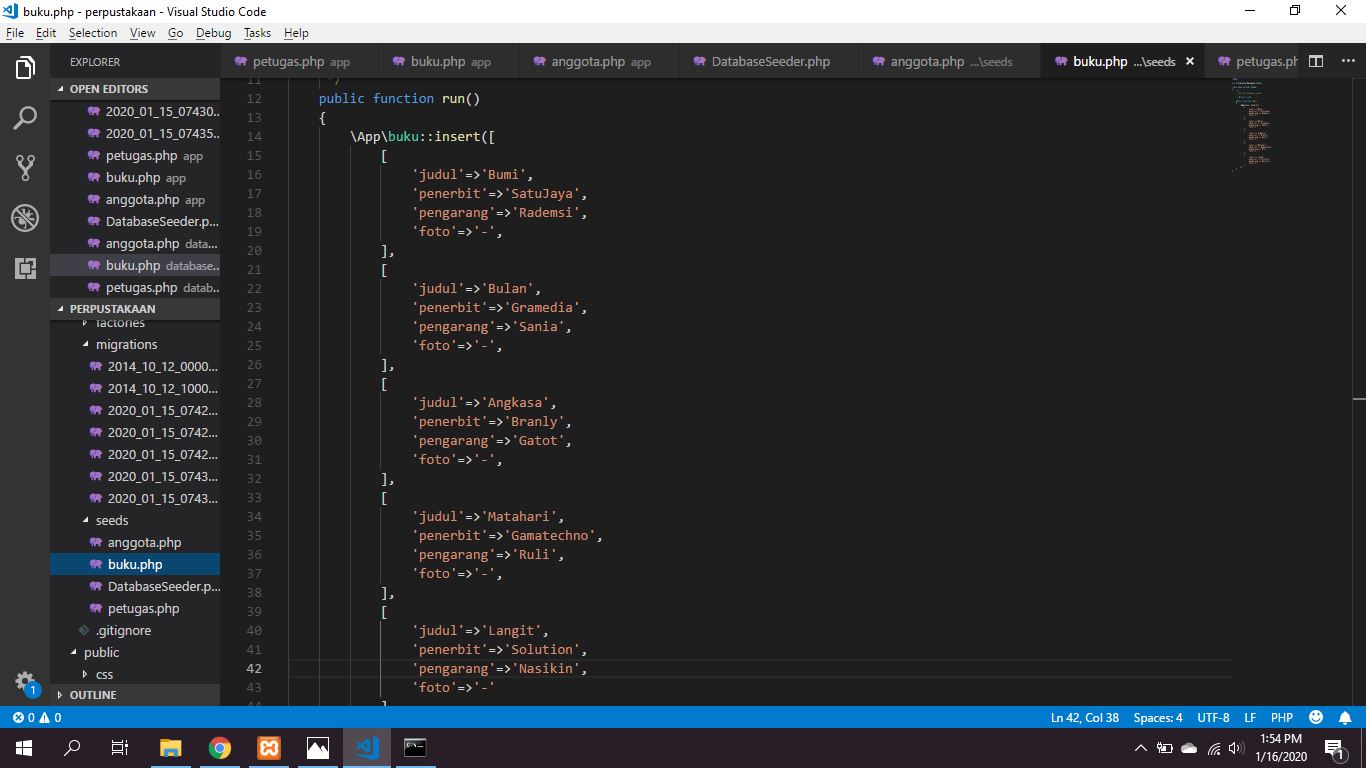 buku.php - perpustakaan - Visual Studio Code
File Edit Selection View Go Debug Tasks Help
EXPLORER
petugas.php app
buku.php app
anggota.php app
DatabaseSeeder.php
anggota.php ...\seeds
buku.php ...\seeds
petugas.ph
OPEN EDITORS
2020_01_15_07430...
2020_01_15_07435...
petugas.php app
buku.php app
anggota.php app
DatabaseSeeder.p...
anggota.php data...
buku.php database...
petugas.php datab...
PERPUSTAKAAN
factories
migrations
2014_10_12_0000...
2014_10_12_1000...
2020_01_15_0742...
2020_01_15_0742...
2020_01_15_0742...
2020_01_15_0743...
2020_01_15_0743...
seeds
anggota.php
buku.php
DatabaseSeeder.p...
petugas.php
.gitignore
public
css
OUTLINE
11 */
12 public function run()
13 {
14 \App\buku::insert([
15 [
16 'judul'=>'Bumi',
17 'penerbit'=>'SatuJaya',
18 'pengarang'=>'Rademsi',
19 'foto'=>'-',
20 ],
21 [
22 'judul'=>'Bulan',
23 'penerbit'=>'Gramedia',
24 'pengarang'=>'Sania',
25 'foto'=>'-',
26 ],
27 [
28 'judul'=>'Angkasa',
29 'penerbit'=>'Branly',
30 'pengarang'=>'Gatot',
31 'foto'=>'-',
32 ],
33 [
34 'judul'=>'Matahari',
35 'penerbit'=>'Gamatechno',
36 'pengarang'=>'Ruli',
37 'foto'=>'-',
38 ],
39 [
40 'judul'=>'Langit',
41 'penerbit'=>'Solution',
42 'pengarang'=>'Nasikin',
43 'foto'=>'-'
44 ]
1
0 0 Ln 42, Col 38 Spaces: 4 UTF-8 LF PHP
1:54 PM
1/16/2020
1